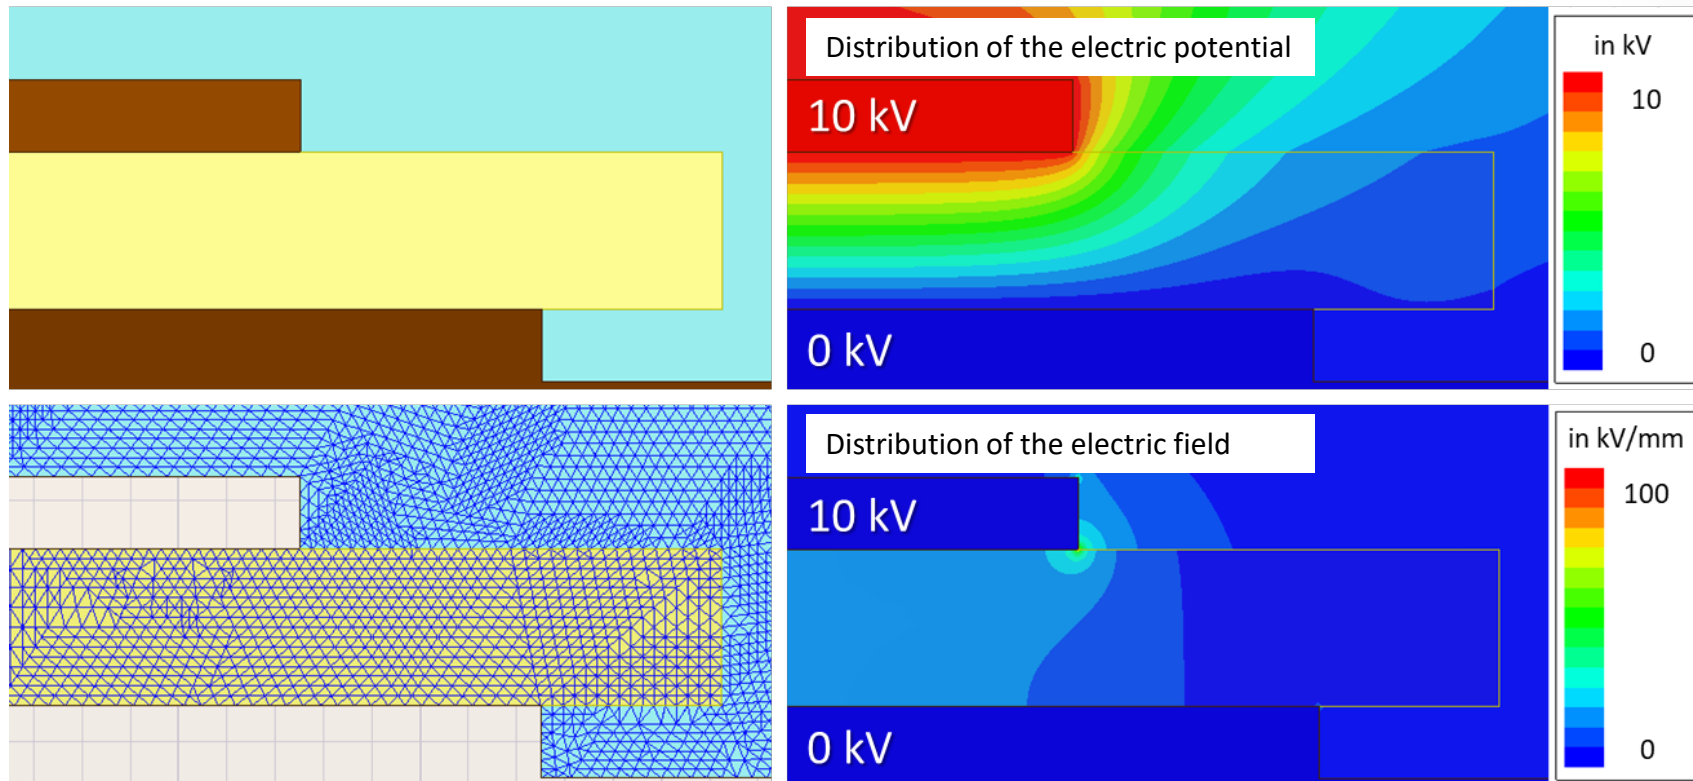 Distribution of the electric potential
in kV
10
10 kV
0 kV
0
Distribution of the electric field
in kV/mm
100
10 kV
0 kV
0